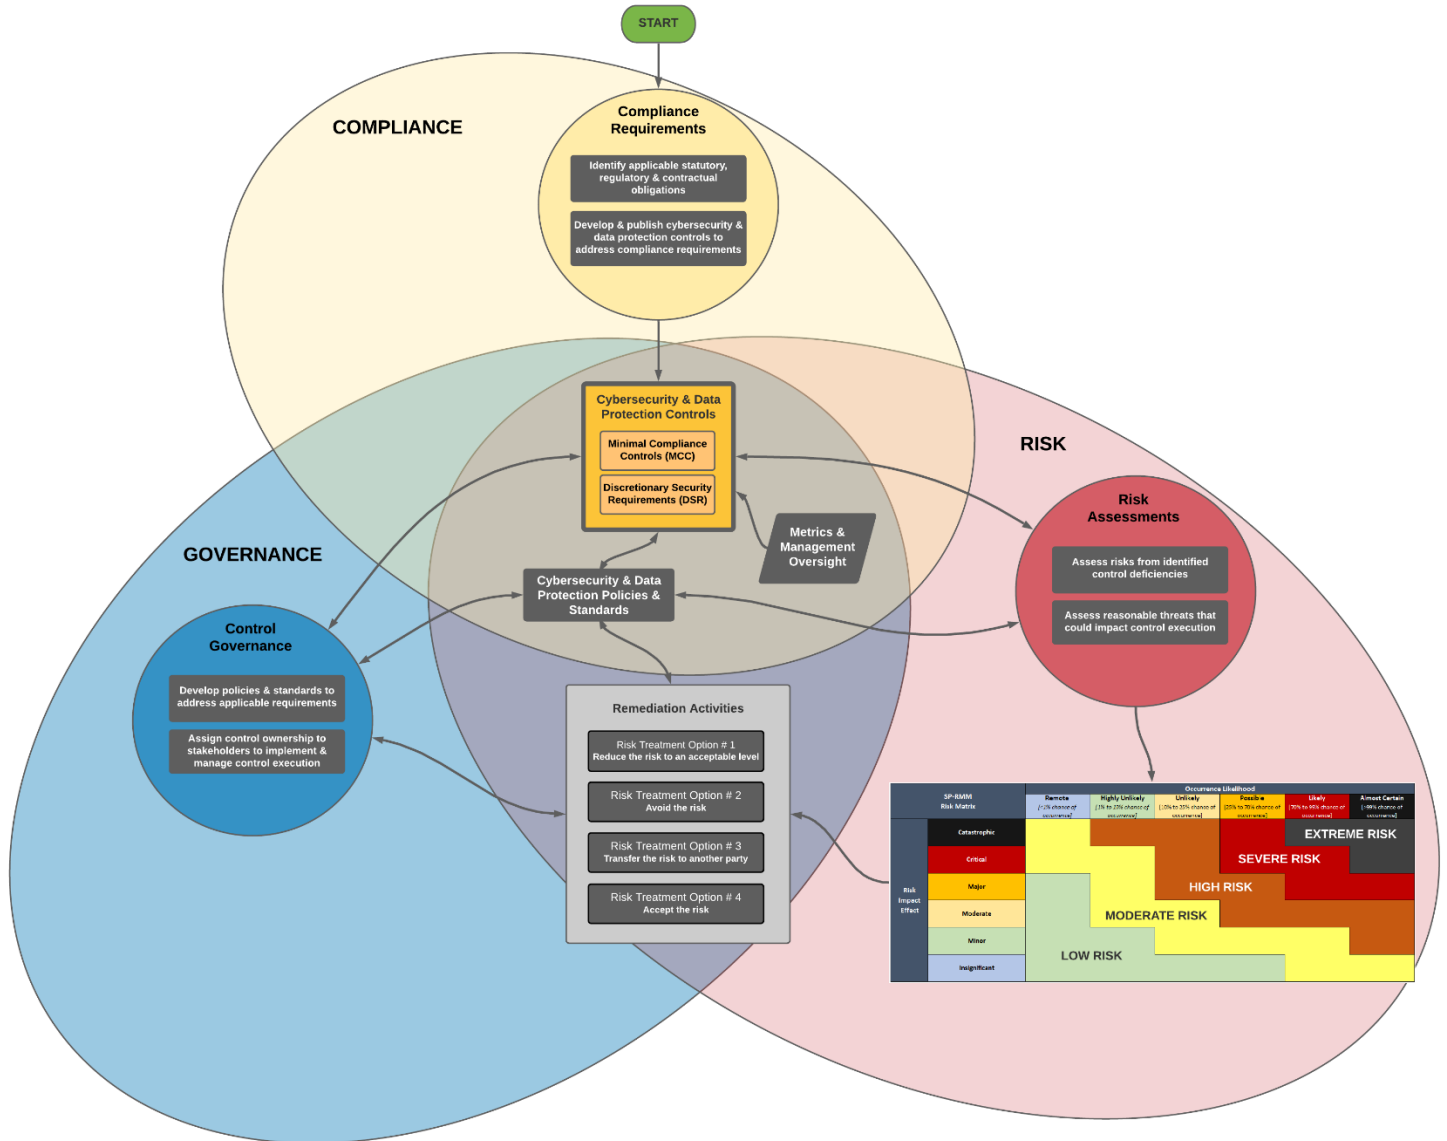 START
COMPLIANCE
Compliance
Requirements
Identify applicable statutory,
regulatory & contractual
obligations
Develop & publish cybersecurity &
data protection controls to
address compliance requirements
Cybersecurity & Data
Protection Controls
Minimal Compliance
Controls (MCC)
Discretionary Security
Requirements (DSR)
RISK
Risk
Assessments
Assess risks from identified
control deficiencies
Assess reasonable threats that
could impact control execution
Metrics &
Management
Oversight
GOVERNANCE
Cybersecurity & Data
Protection Policies &
Standards
Control
Governance
Develop policies & standards to
address applicable requirements
Assign control ownership to
stakeholders to implement &
manage control execution
Remediation Activities
Risk Treatment Option # 1
Reduce the risk to an acceptable level
Risk Treatment Option # 2
Avoid the risk
Risk Treatment Option # 3
Transfer the risk to another party
Risk Treatment Option # 4
Accept the risk
SP-RMM
Risk Matrix
Occurrence Likelihood
Remote
Highly Unlikely
Unlikely
Possible
Likely
Almost Certain
Risk
Impact
Effect
Catastrophic
Critical
Major
Moderate
Minor
Insignificant
EXTREME RISK
SEVERE RISK
HIGH RISK
MODERATE RISK
LOW RISK